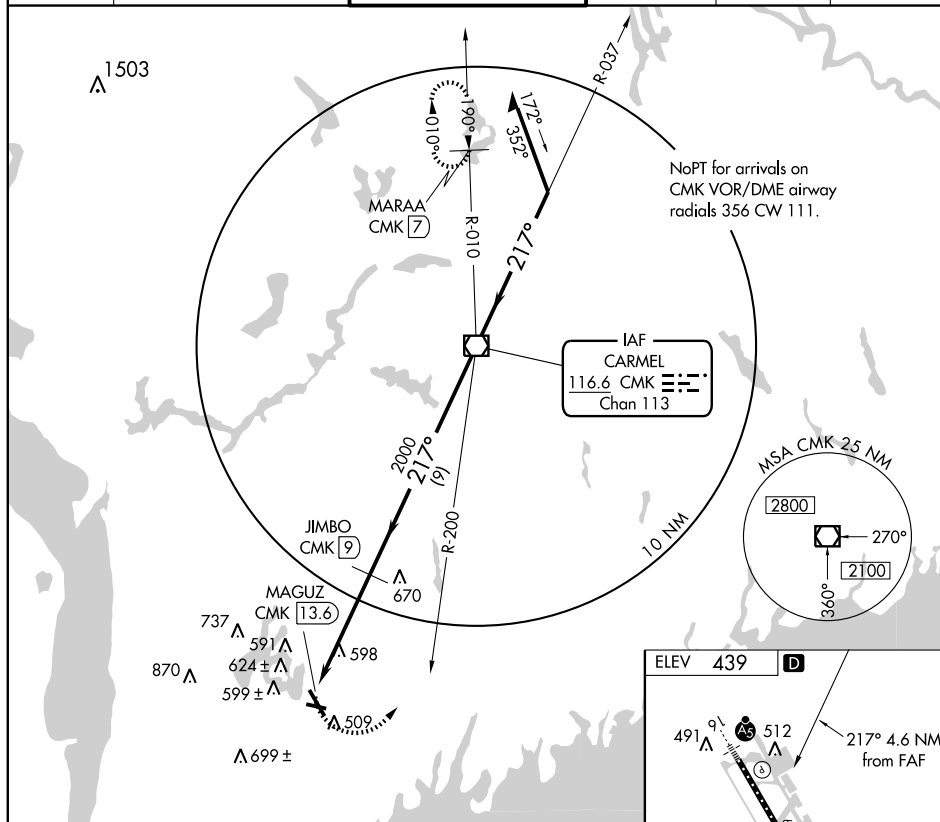 1503
R-037
172°
352°
190°
010°
NoPT for arrivals on
CMK VOR/DME airway
radials 356 CW 111.
MARAA
CMK 7
R-010
217°
IAF
CARMEL
116.6 CMK
Chan 113
2000
217°
(9)
R-200
10 NM
JIMBO
CMK 9
670
MAGUZ
CMK 13.6
737
591
598
624 ±
870
599 ±
509
699 ±
MSA CMK 25 NM
2800
270°
2100
360°
ELEV 439 D
16
A5
491
512
217° 4.6 NM
from FAF